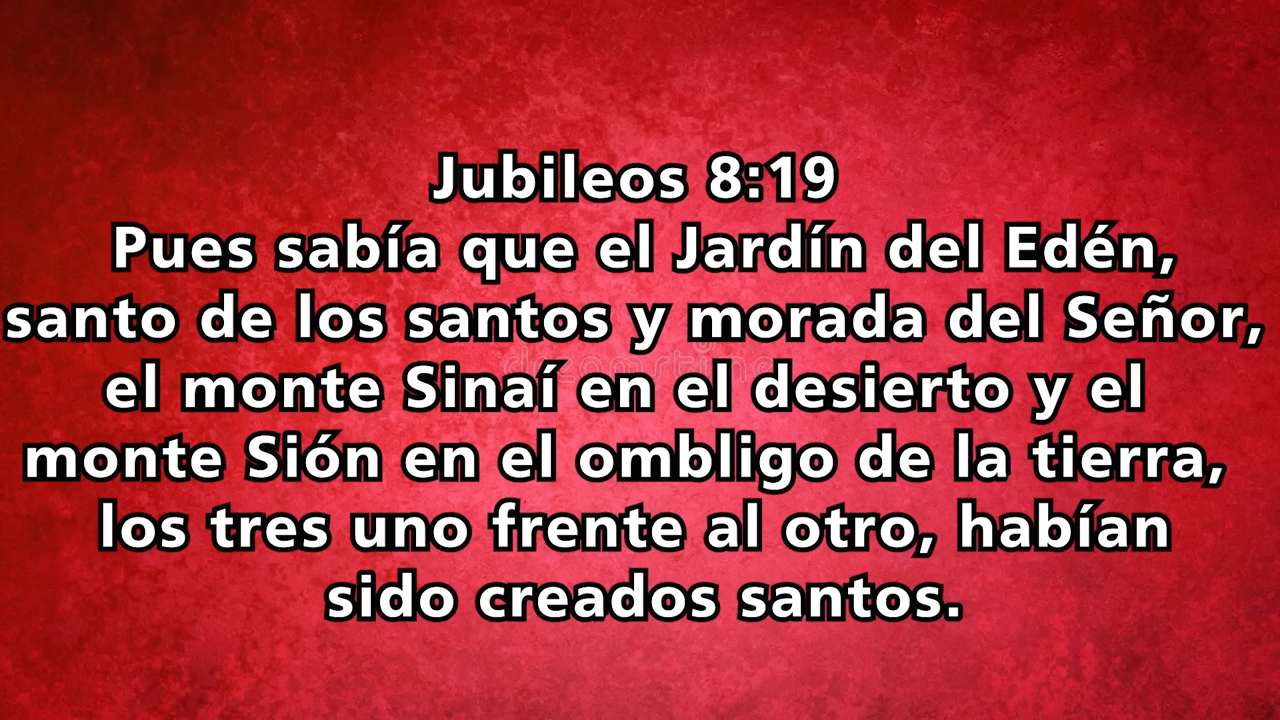 Jubileos 8:19
Pues sabía que el Jardín del Edén,
santo de los santos y morada del Señor,
el monte Sinaí en el desierto y el
monte Sión en el ombligo de la tierra,
los tres uno frente al otro, habían
sido creados santos.